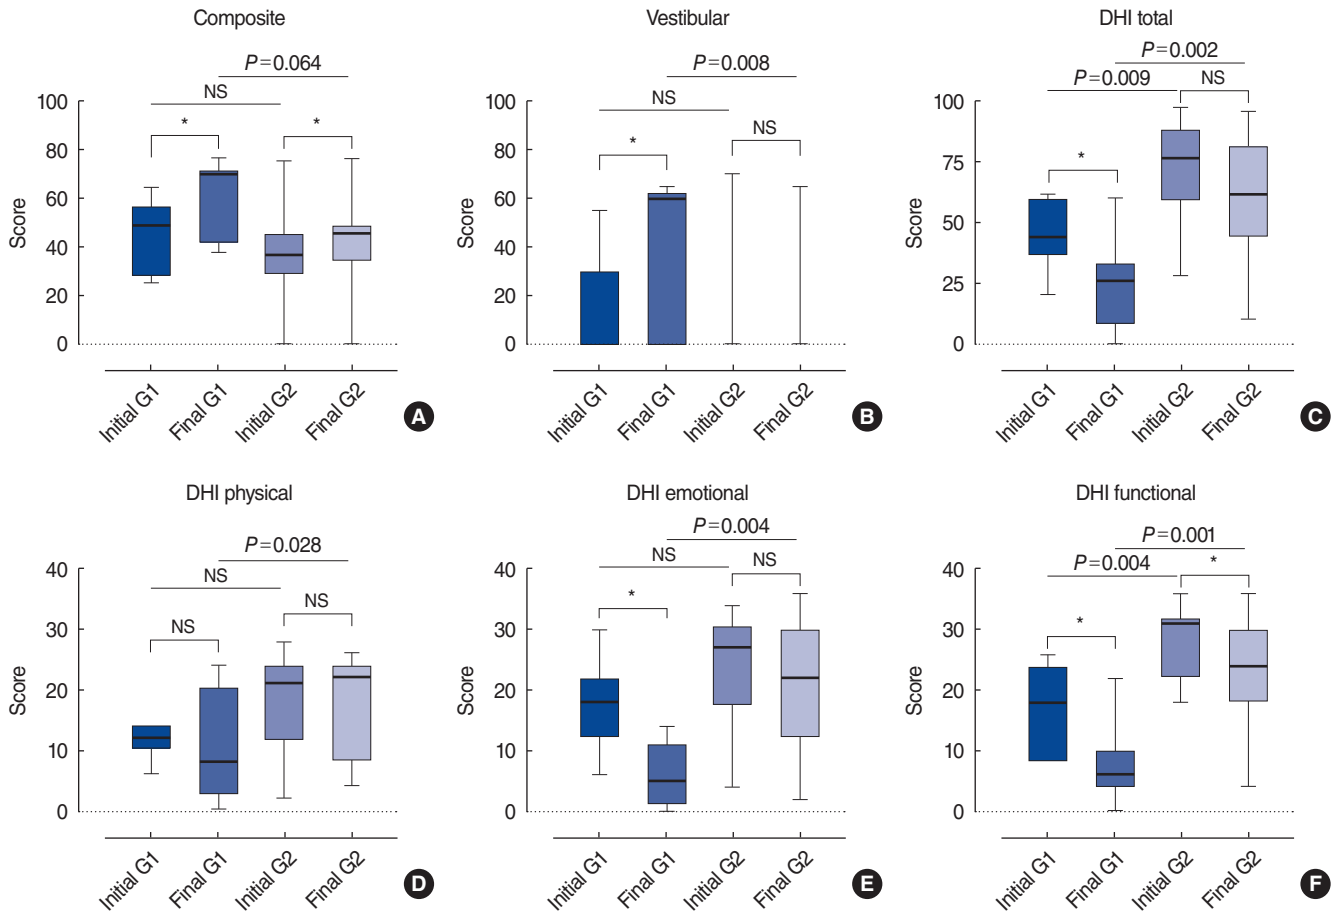 Composite
P=0.064
NS
*
*
100
80
60
40
20
0
Score
Initial G1
Final G1
Initial G2
Final G2
A
Vestibular
P=0.008
NS
NS
*
100
80
60
40
20
0
Score
Initial G1
Final G1
Initial G2
Final G2
B
DHI total
P=0.002
P=0.009
NS
*
100
75
50
25
0
Score
Initial G1
Final G1
Initial G2
Final G2
C
DHI physical
P=0.028
NS
NS
NS
40
30
20
10
0
Score
Initial G1
Final G1
Initial G2
Final G2
D
DHI emotional
P=0.004
NS
NS
*
40
30
20
10
0
Score
Initial G1
Final G1
Initial G2
Final G2
E
DHI functional
P=0.001
P=0.004
*
*
40
30
20
10
0
Score
Initial G1
Final G1
Initial G2
Final G2
F